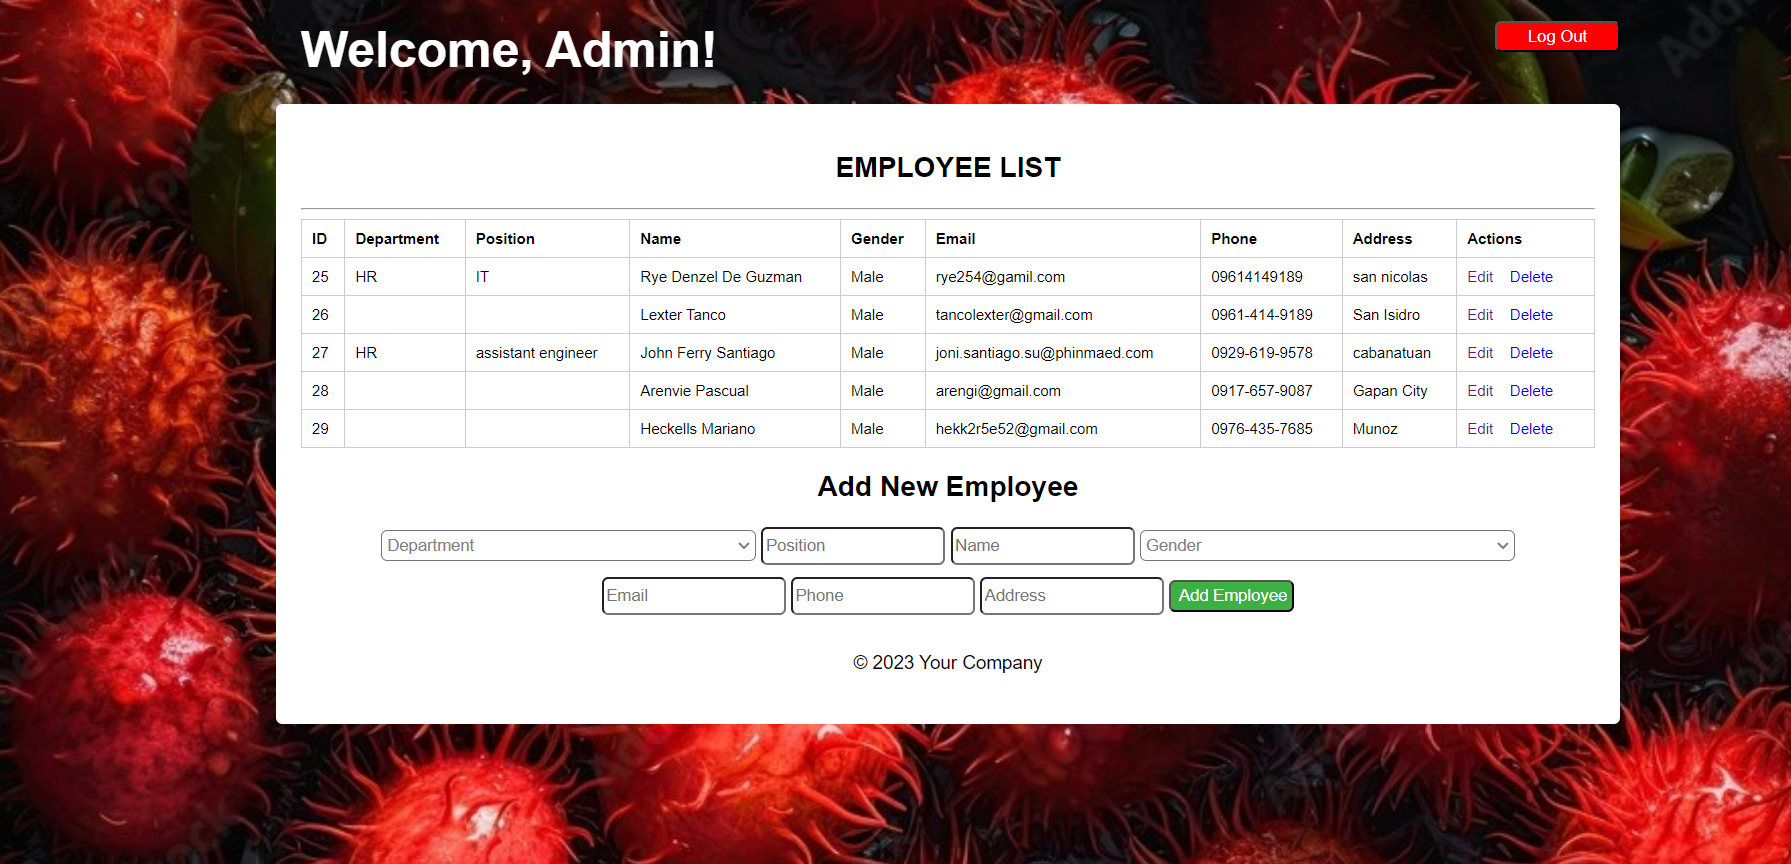 Welcome, Admin!
Log Out
EMPLOYEE LIST
ID Department Position Name Gender Email Phone Address Actions
25 HR IT Rye Denzel De Guzman Male rye254@gamil.com 09614149189 san nicolas Edit Delete
26 Lexter Tanco Male tancolexter@gmail.com 0961-414-9189 San Isidro Edit Delete
27 HR assistant engineer John Ferry Santiago Male joni.santiago.su@phinmaed.com 0929-619-9578 cabanatuan Edit Delete
28 Arenvie Pascual Male arengi@gmail.com 0917-657-9087 Gapan City Edit Delete
29 Heckells Mariano Male hekk2r5e52@gmail.com 0976-435-7685 Munoz Edit Delete
Add New Employee
Department Position Name Gender
Email Phone Address Add Employee
© 2023 Your Company